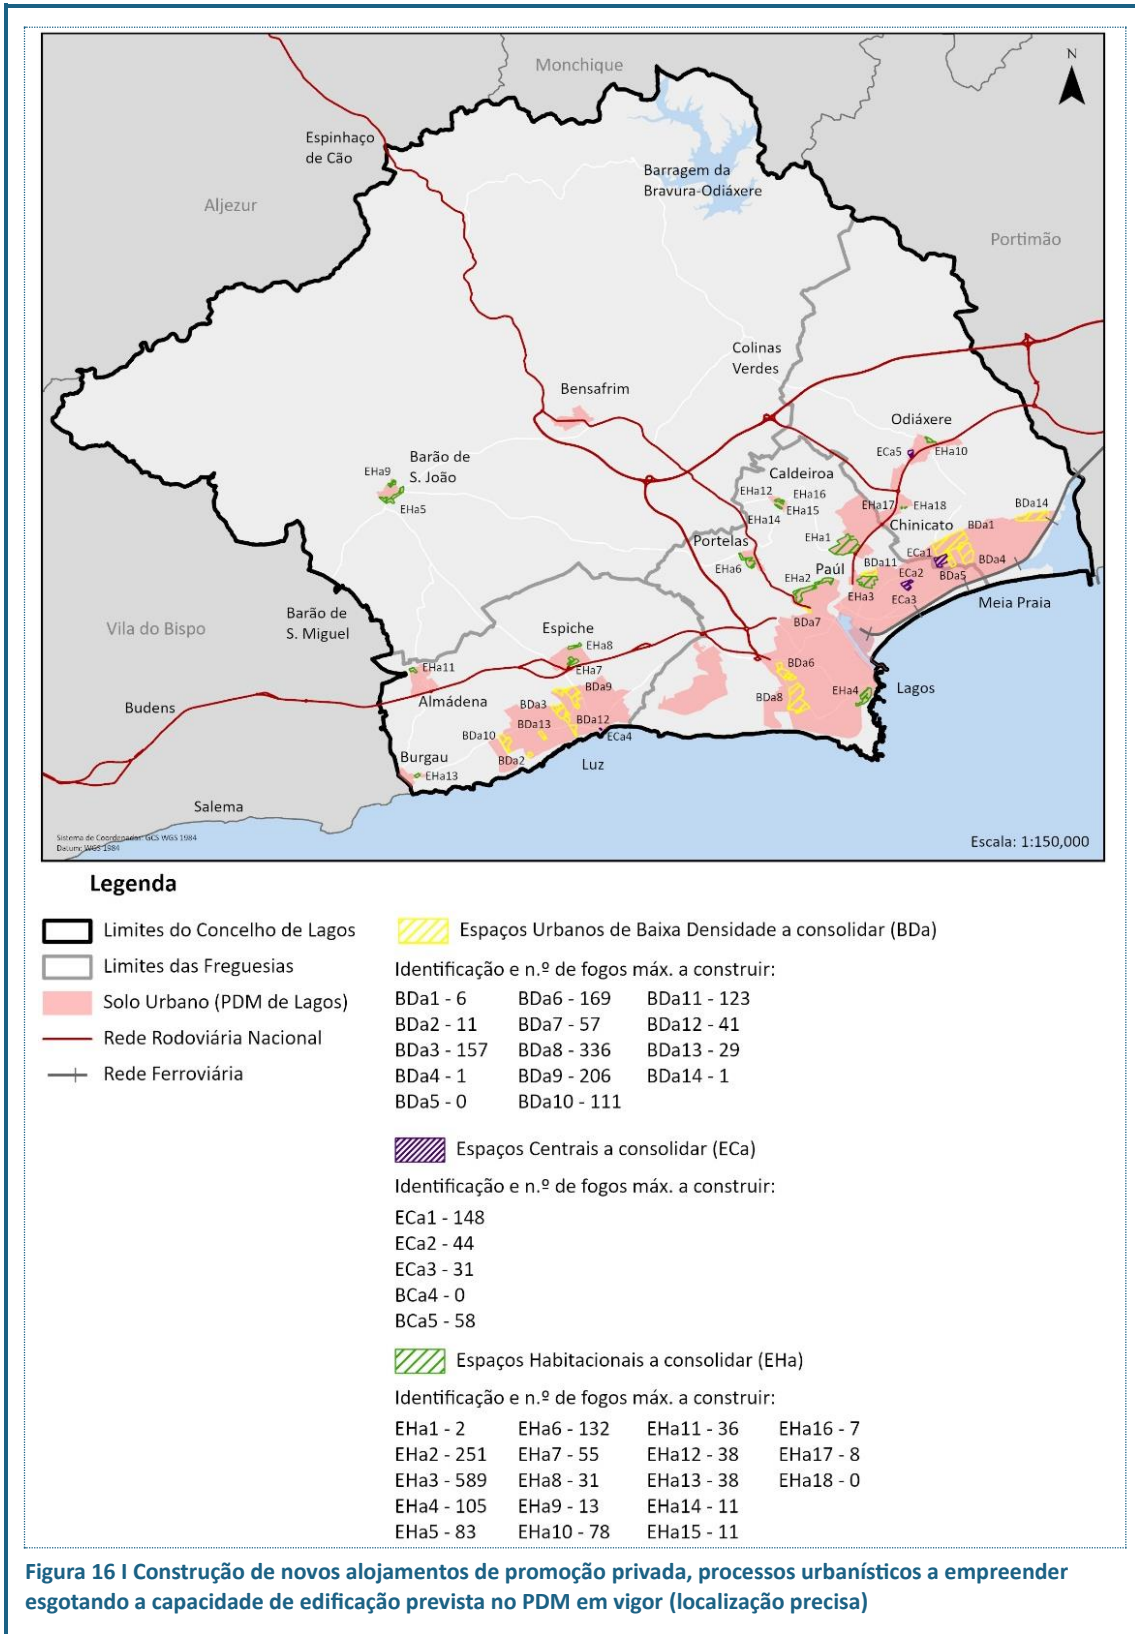 Monchique
N
Espinhaço
de Cão
Barragem da
Bravura-Odiáxere
Aljezur
Portimão
Colinas
Verdes
Bensafrim
Odiáxere
ECa5
EHa10
Barão de
S. João
EHa9
EHa5
Caldeiroa
EHa12
EHa16
EHa15
EHa14
EHa17
EHa18
BDa14
Chinicato
BDa1
EHa1
Portelas
ECa1
BDa4
EHa6
Paúl
BDa11
ECa2
BDa5
EHa2
EHa3
ECa3
Meia Praia
Barão de
S. Miguel
Vila do Bispo
BDa7
Espiche
EHa8
EHa7
EHa11
BDa6
Lagos
EHa4
BDa9
BDa8
Almádena
BDa3
Budens
BDa12
BDa13
BDa10
ECa4
BDa2
Luz
Burgau
EHa13
Salema
Sistema de Coordenadas: GCS WGS 1984
Datum: WGS 1984
Escala: 1:150,000
Legenda
Limites do Concelho de Lagos
Limites das Freguesias
Solo Urbano (PDM de Lagos)
Rede Rodoviária Nacional
Rede Ferroviária
Espaços Urbanos de Baixa Densidade a consolidar (BDa)
Identificação e n.º de fogos máx. a construir:
BDa1 - 6 BDa6 - 169 BDa11 - 123
BDa2 - 11 BDa7 - 57 BDa12 - 41
BDa3 - 157 BDa8 - 336 BDa13 - 29
BDa4 - 1 BDa9 - 206 BDa14 - 1
BDa5 - 0 BDa10 - 111
Espaços Centrais a consolidar (ECa)
Identificação e n.º de fogos máx. a construir:
ECa1 - 148
ECa2 - 44
ECa3 - 31
BCa4 - 0
BCa5 - 58
Espaços Habitacionais a consolidar (EHa)
Identificação e n.º de fogos máx. a construir:
EHa1 - 2 EHa6 - 132 EHa11 - 36 EHa16 - 7
EHa2 - 251 EHa7 - 55 EHa12 - 38 EHa17 - 8
EHa3 - 589 EHa8 - 31 EHa13 - 38 EHa18 - 0
EHa4 - 105 EHa9 - 13 EHa14 - 11
EHa5 - 83 EHa10 - 78 EHa15 - 11
Figura 16 I Construção de novos alojamentos de promoção privada, processos urbanísticos a empreender
esgotando a capacidade de edificação prevista no PDM em vigor (localização precisa)